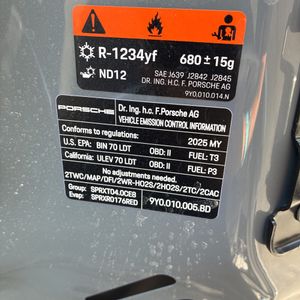 R-1234yf 680 ± 15g
ND12 SAE J639 J2842 J2845
DR. ING. H.C. F. PORSCHE AG
9Y0.010.014.N
PORSCHE Dr. Ing. h.c. F.Porsche AG
VEHICLE EMISSION CONTROL INFORMATION
Conforms to regulations: 2025 MY
U.S. EPA: BIN 70 LDT OBD: II FUEL: T3
California: ULEV 70 LDT OBD: II FUEL: P3
No adjustments needed.
2TWC/MAP/DFI/2WR-HO2S/2HO2S/2TC/2CAC
Group: SPRXT04.0CE8
Evap: SPRXR0176RED 9Y0.010.005.BD